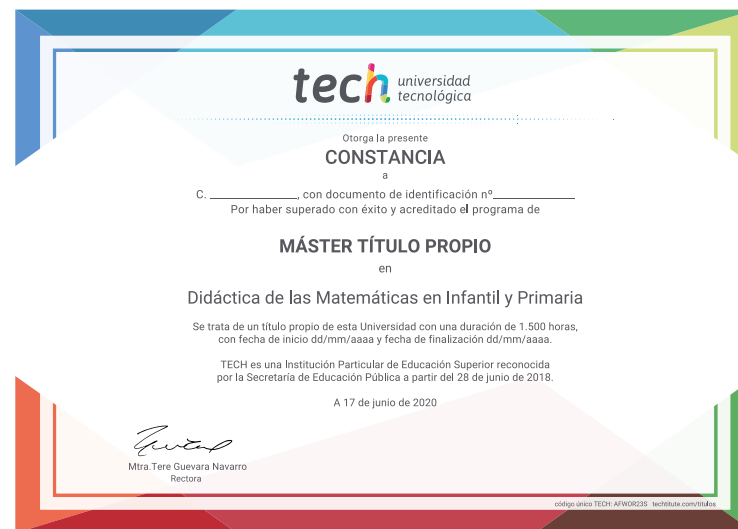 tech universidad
tecnológica
Otorga la presente
CONSTANCIA
a
C. ______________, con documento de identificación nº______________
Por haber superado con éxito y acreditado el programa de
MÁSTER TÍTULO PROPIO
en
Didáctica de las Matemáticas en Infantil y Primaria
Se trata de un título propio de esta Universidad con una duración de 1.500 horas,
con fecha de inicio dd/mm/aaaa y fecha de finalización dd/mm/aaaa.
TECH es una Institución Particular de Educación Superior reconocida
por la Secretaría de Educación Pública a partir del 28 de junio de 2018.
A 17 de junio de 2020
Mtra.Tere Guevara Navarro
Rectora
código único TECH: AFWOR23S techtitute.com/titulos